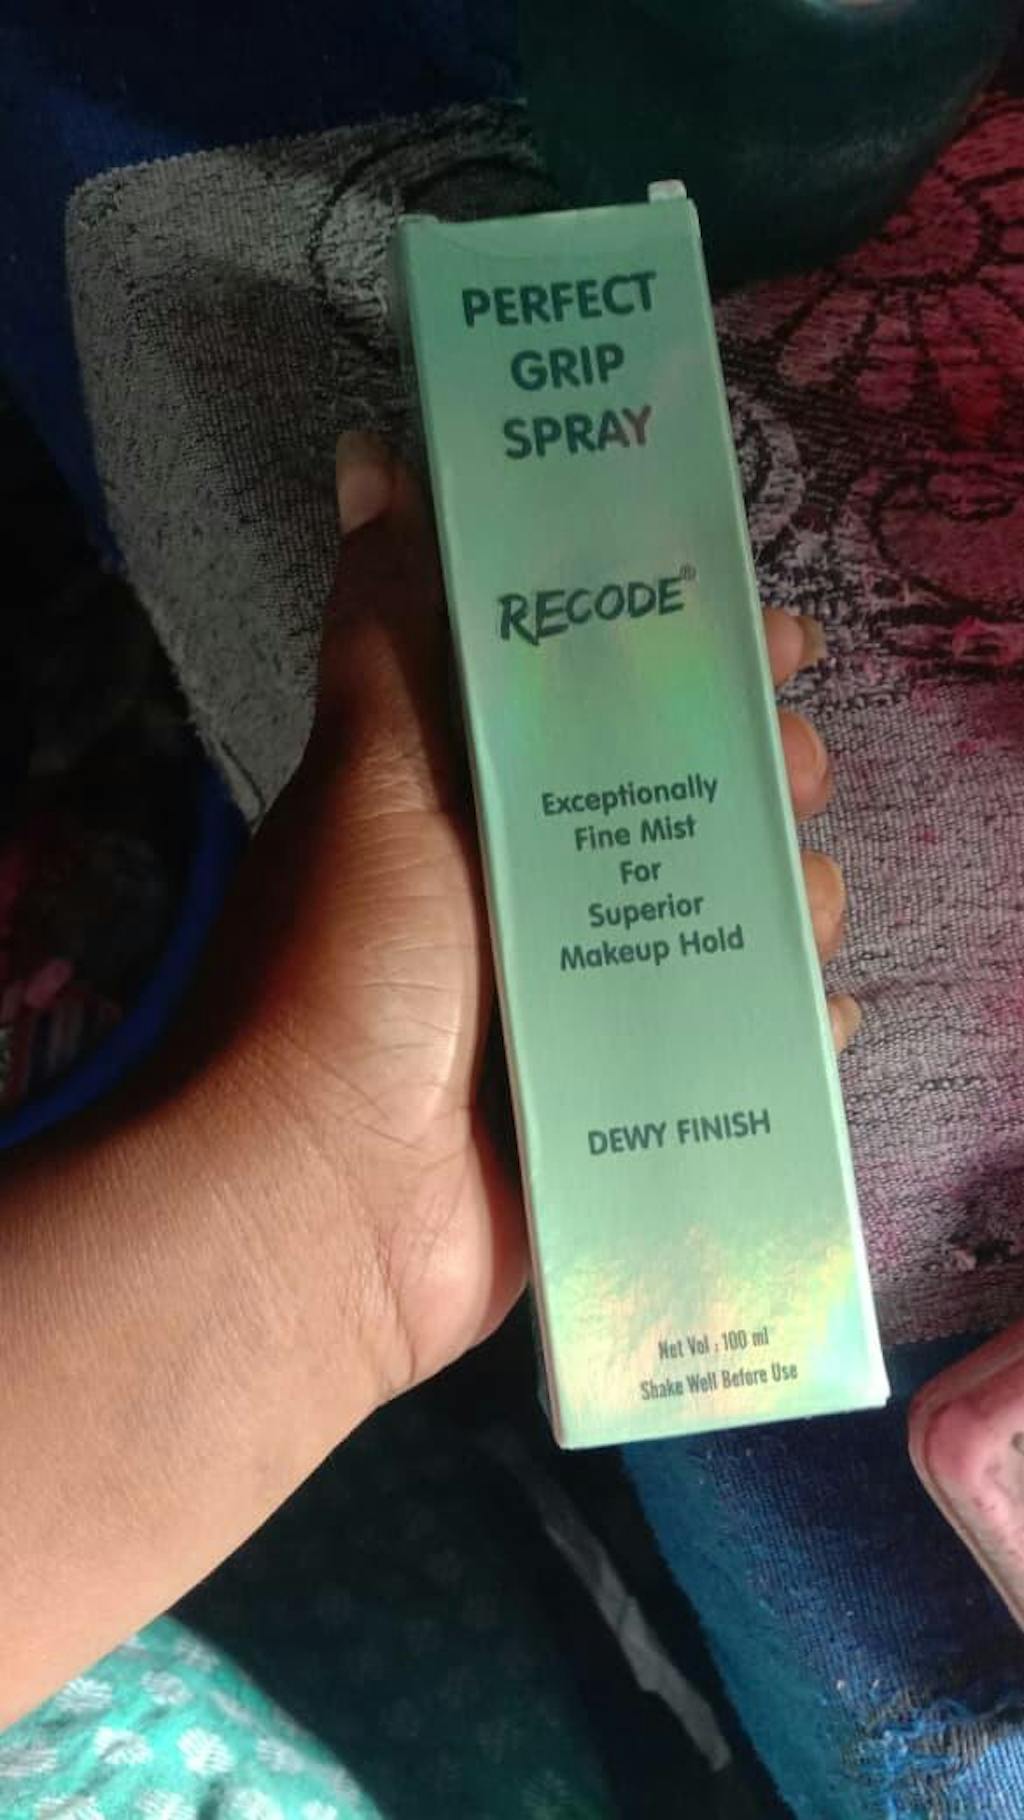 PERFECT
GRIP
SPRAY
RECODE®
Exceptionally
Fine Mist
For
Superior
Makeup Hold
DEWY FINISH
Net Vol : 100 ml
Shake Well Before Use